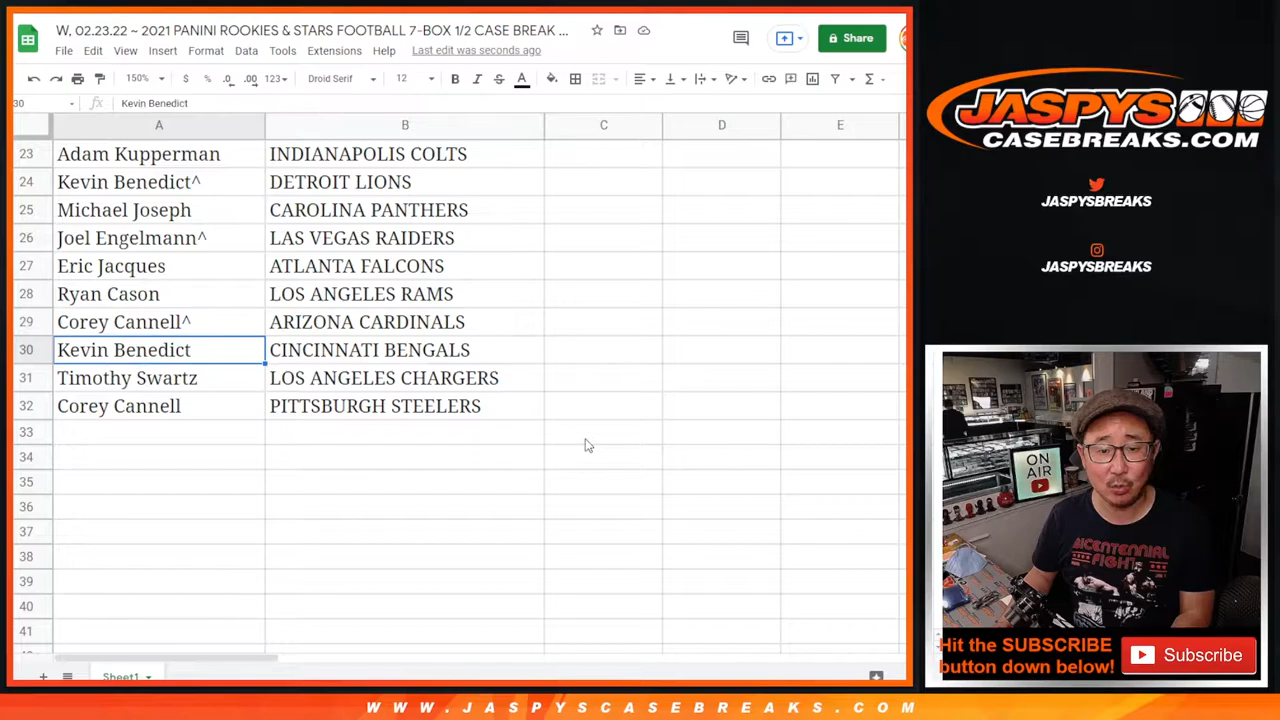 W, 02.23.22 ~ 2021 PANINI ROOKIES & STARS FOOTBALL 7-BOX 1/2 CASE BREAK ...
File Edit View Insert Format Data Tools Extensions Help Last edit was seconds ago
Share
150% $ % .0 .00 123 Droid Serif 12 B I S A
30 fx Kevin Benedict
A B C D E
23 Adam Kupperman INDIANAPOLIS COLTS
24 Kevin Benedict^ DETROIT LIONS
25 Michael Joseph CAROLINA PANTHERS
26 Joel Engelmann^ LAS VEGAS RAIDERS
27 Eric Jacques ATLANTA FALCONS
28 Ryan Cason LOS ANGELES RAMS
29 Corey Cannell^ ARIZONA CARDINALS
30 Kevin Benedict CINCINNATI BENGALS
31 Timothy Swartz LOS ANGELES CHARGERS
32 Corey Cannell PITTSBURGH STEELERS
33
34
35
36
37
38
39
40
41
Sheet1
JASPYS
CASEBREAKS.COM
JASPYSBREAKS
JASPYSBREAKS
ON
AIR
BICENTENNIAL
FIGHT
Hit the SUBSCRIBE
button down below!
Subscribe
WWW.JASPYSCASEBREAKS.COM